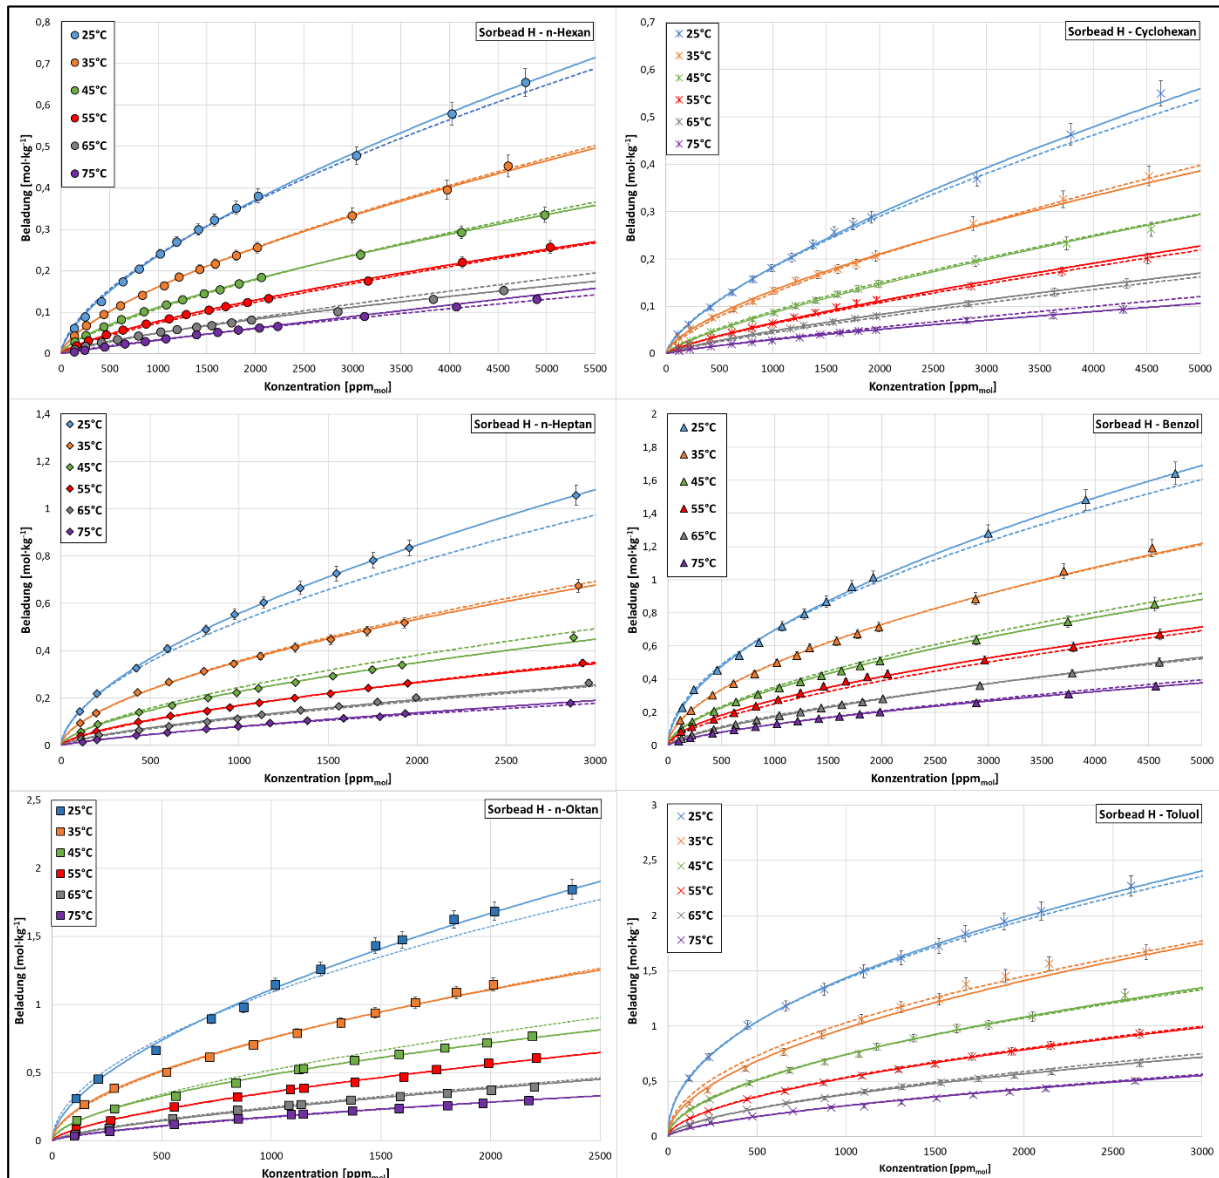 Sorbead H - n-Hexan
Beladung [mol·kg⁻¹]
0,8
0,7
0,6
0,5
0,4
0,3
0,2
0,1
0
25°C
35°C
45°C
55°C
65°C
75°C
0 500 1000 1500 2000 2500 3000 3500 4000 4500 5000 5500
Konzentration [ppmmol]
Sorbead H - Cyclohexan
Beladung [mol·kg⁻¹]
0,7
0,6
0,5
0,4
0,3
0,2
0,1
0
25°C
35°C
45°C
55°C
65°C
75°C
0 500 1000 1500 2000 2500 3000 3500 4000 4500 5000
Konzentration [ppmmol]
Sorbead H - n-Heptan
Beladung [mol·kg⁻¹]
1,4
1,2
1
0,8
0,6
0,4
0,2
0
25°C
35°C
45°C
55°C
65°C
75°C
0 500 1000 1500 2000 2500 3000
Konzentration [ppmmol]
Sorbead H - Benzol
Beladung [mol·kg⁻¹]
2
1,8
1,6
1,4
1,2
1
0,8
0,6
0,4
0,2
0
25°C
35°C
45°C
55°C
65°C
75°C
0 500 1000 1500 2000 2500 3000 3500 4000 4500 5000
Konzentration [ppmmol]
Sorbead H - n-Oktan
Beladung [mol·kg⁻¹]
2,5
2
1,5
1
0,5
0
25°C
35°C
45°C
55°C
65°C
75°C
0 500 1000 1500 2000 2500
Konzentration [ppmmol]
Sorbead H - Toluol
Beladung [mol·kg⁻¹]
3
2,5
2
1,5
1
0,5
0
25°C
35°C
45°C
55°C
65°C
75°C
0 500 1000 1500 2000 2500 3000
Konzentration [ppmmol]